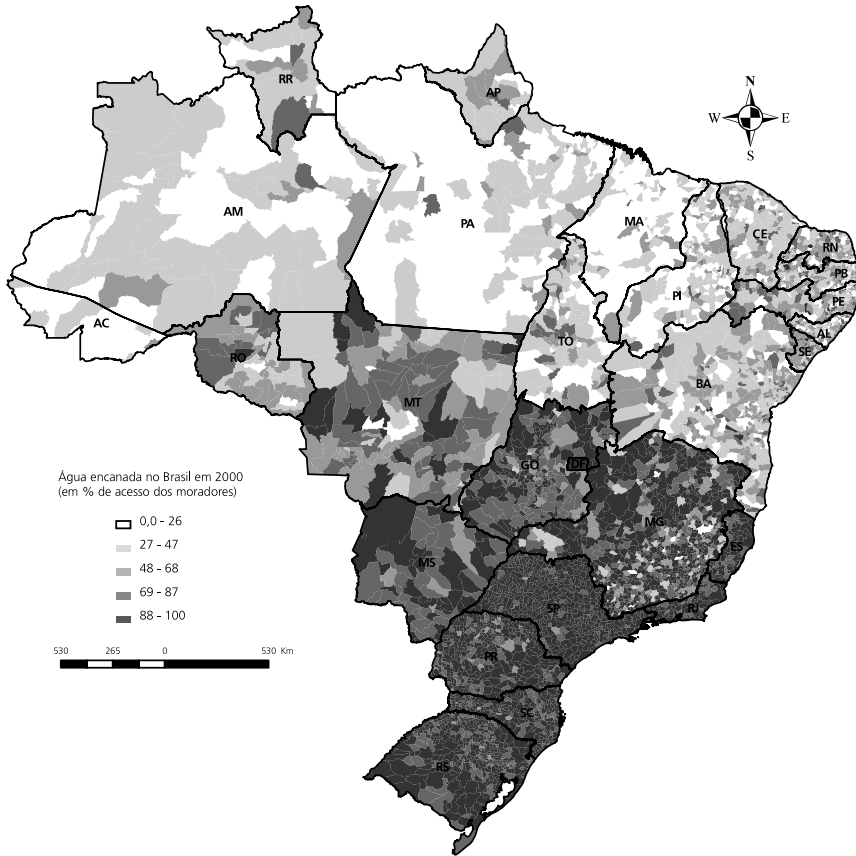 RR
AP
N
W E
S
AM
PA
MA
CE
RN
PB
PI
PE
AC
AL
TO
SE
RO
BA
MT
Água encanada no Brasil em 2000
(em % de acesso dos moradores)
0,0 - 26
27 - 47
48 - 68
69 - 87
88 - 100
GO
DF
MG
ES
MS
SP
RJ
530 265 0 530 Km
PR
SC
RS